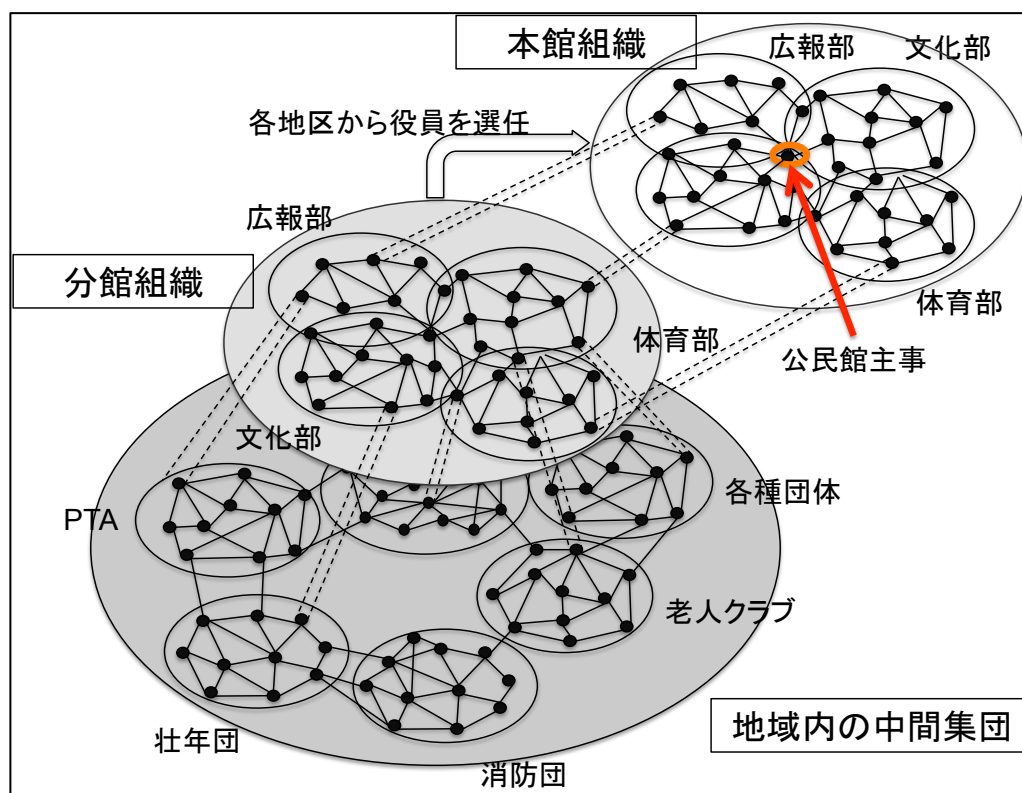 本館組織
広報部
文化部
各地区から役員を選任
広報部
分館組織
体育部
体育部
公民館主事
文化部
各種団体
PTA
老人クラブ
地域内の中間集団
壮年団
消防団